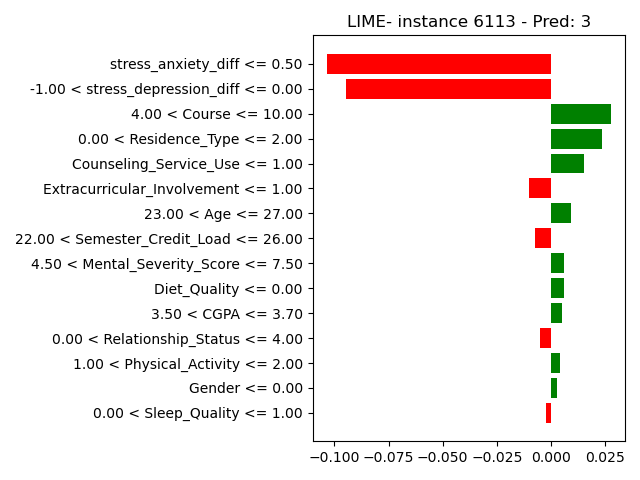 LIME- instance 6113 - Pred: 3
stress_anxiety_diff <= 0.50
-1.00 < stress_depression_diff <= 0.00
4.00 < Course <= 10.00
0.00 < Residence_Type <= 2.00
Counseling_Service_Use <= 1.00
Extracurricular_Involvement <= 1.00
23.00 < Age <= 27.00
22.00 < Semester_Credit_Load <= 26.00
4.50 < Mental_Severity_Score <= 7.50
Diet_Quality <= 0.00
3.50 < CGPA <= 3.70
0.00 < Relationship_Status <= 4.00
1.00 < Physical_Activity <= 2.00
Gender <= 0.00
0.00 < Sleep_Quality <= 1.00
−0.100 −0.075 −0.050 −0.025 0.000 0.025